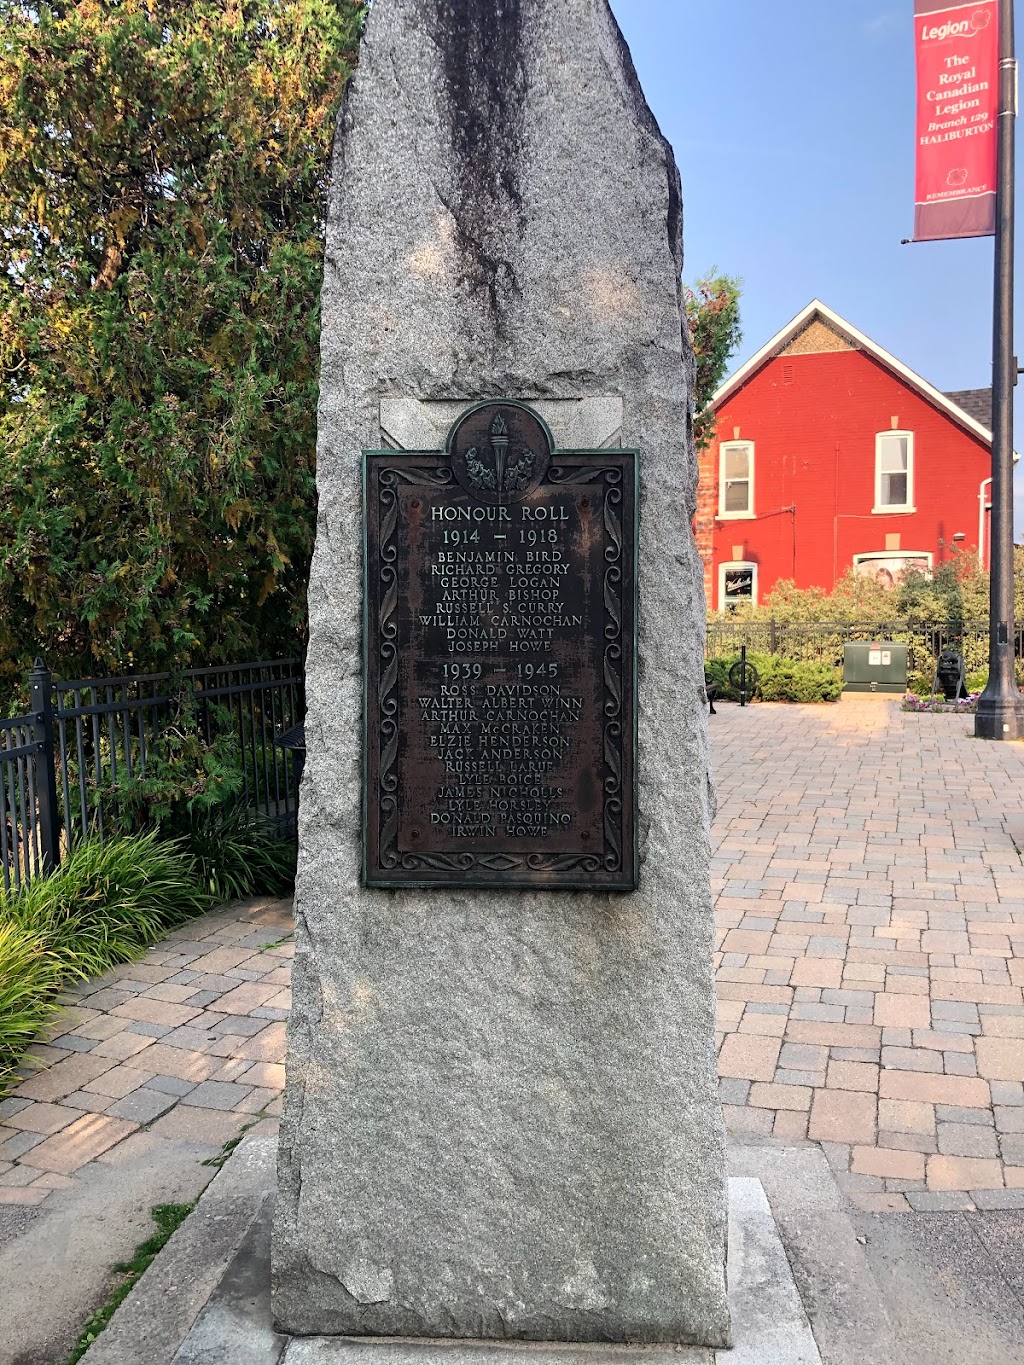 HONOUR ROLL
1914 – 1918
BENJAMIN BIRD
RICHARD GREGORY
GEORGE LOGAN
ARTHUR BISHOP
RUSSELL S. CURRY
WILLIAM CARNOCHAN
DONALD WATT
JOSEPH HOWE
1939 – 1945
ROSS DAVIDSON
WALTER ALBERT WINN
ARTHUR CARNOCHAN
MAX McCRAKEN
ELZIE HENDERSON
JACK ANDERRON
RUSSELL LARUE
LYLE BOICE
JAMES NICHOLLS
LYLE HORSLEY
DONALD PASQUINO
IRWIN HOWE
Legion
The
Royal
Canadian
Legion
Branch 129
HALIBURTON
REMEMBRANCE